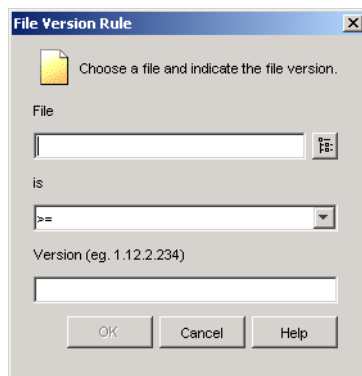 File Version Rule
Choose a file and indicate the file version.
File
is
>=
Version (eg. 1.12.2.234)
OK
Cancel
Help